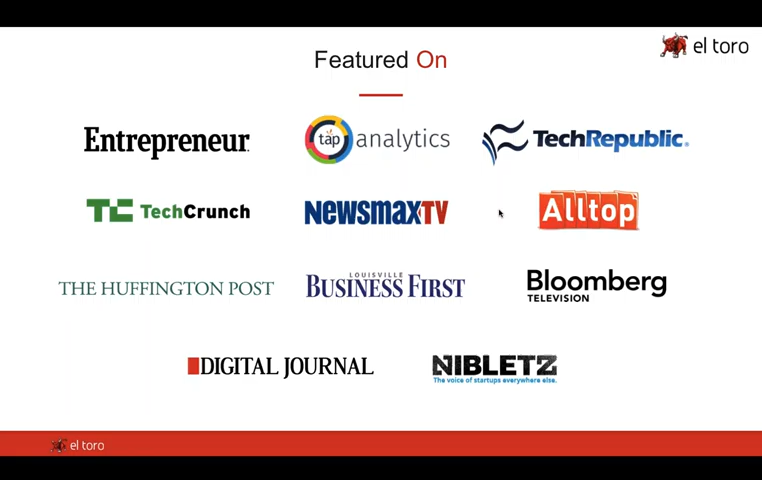 Featured On
el toro
Entrepreneur
tap analytics
TechRepublic®
TC TechCrunch
NEWSMAXTV
Alltop
THE HUFFINGTON POST
LOUISVILLE
BUSINESS FIRST
Bloomberg
TELEVISION
DIGITAL JOURNAL
NIBLETZ
The voice of startups everywhere else.
el toro